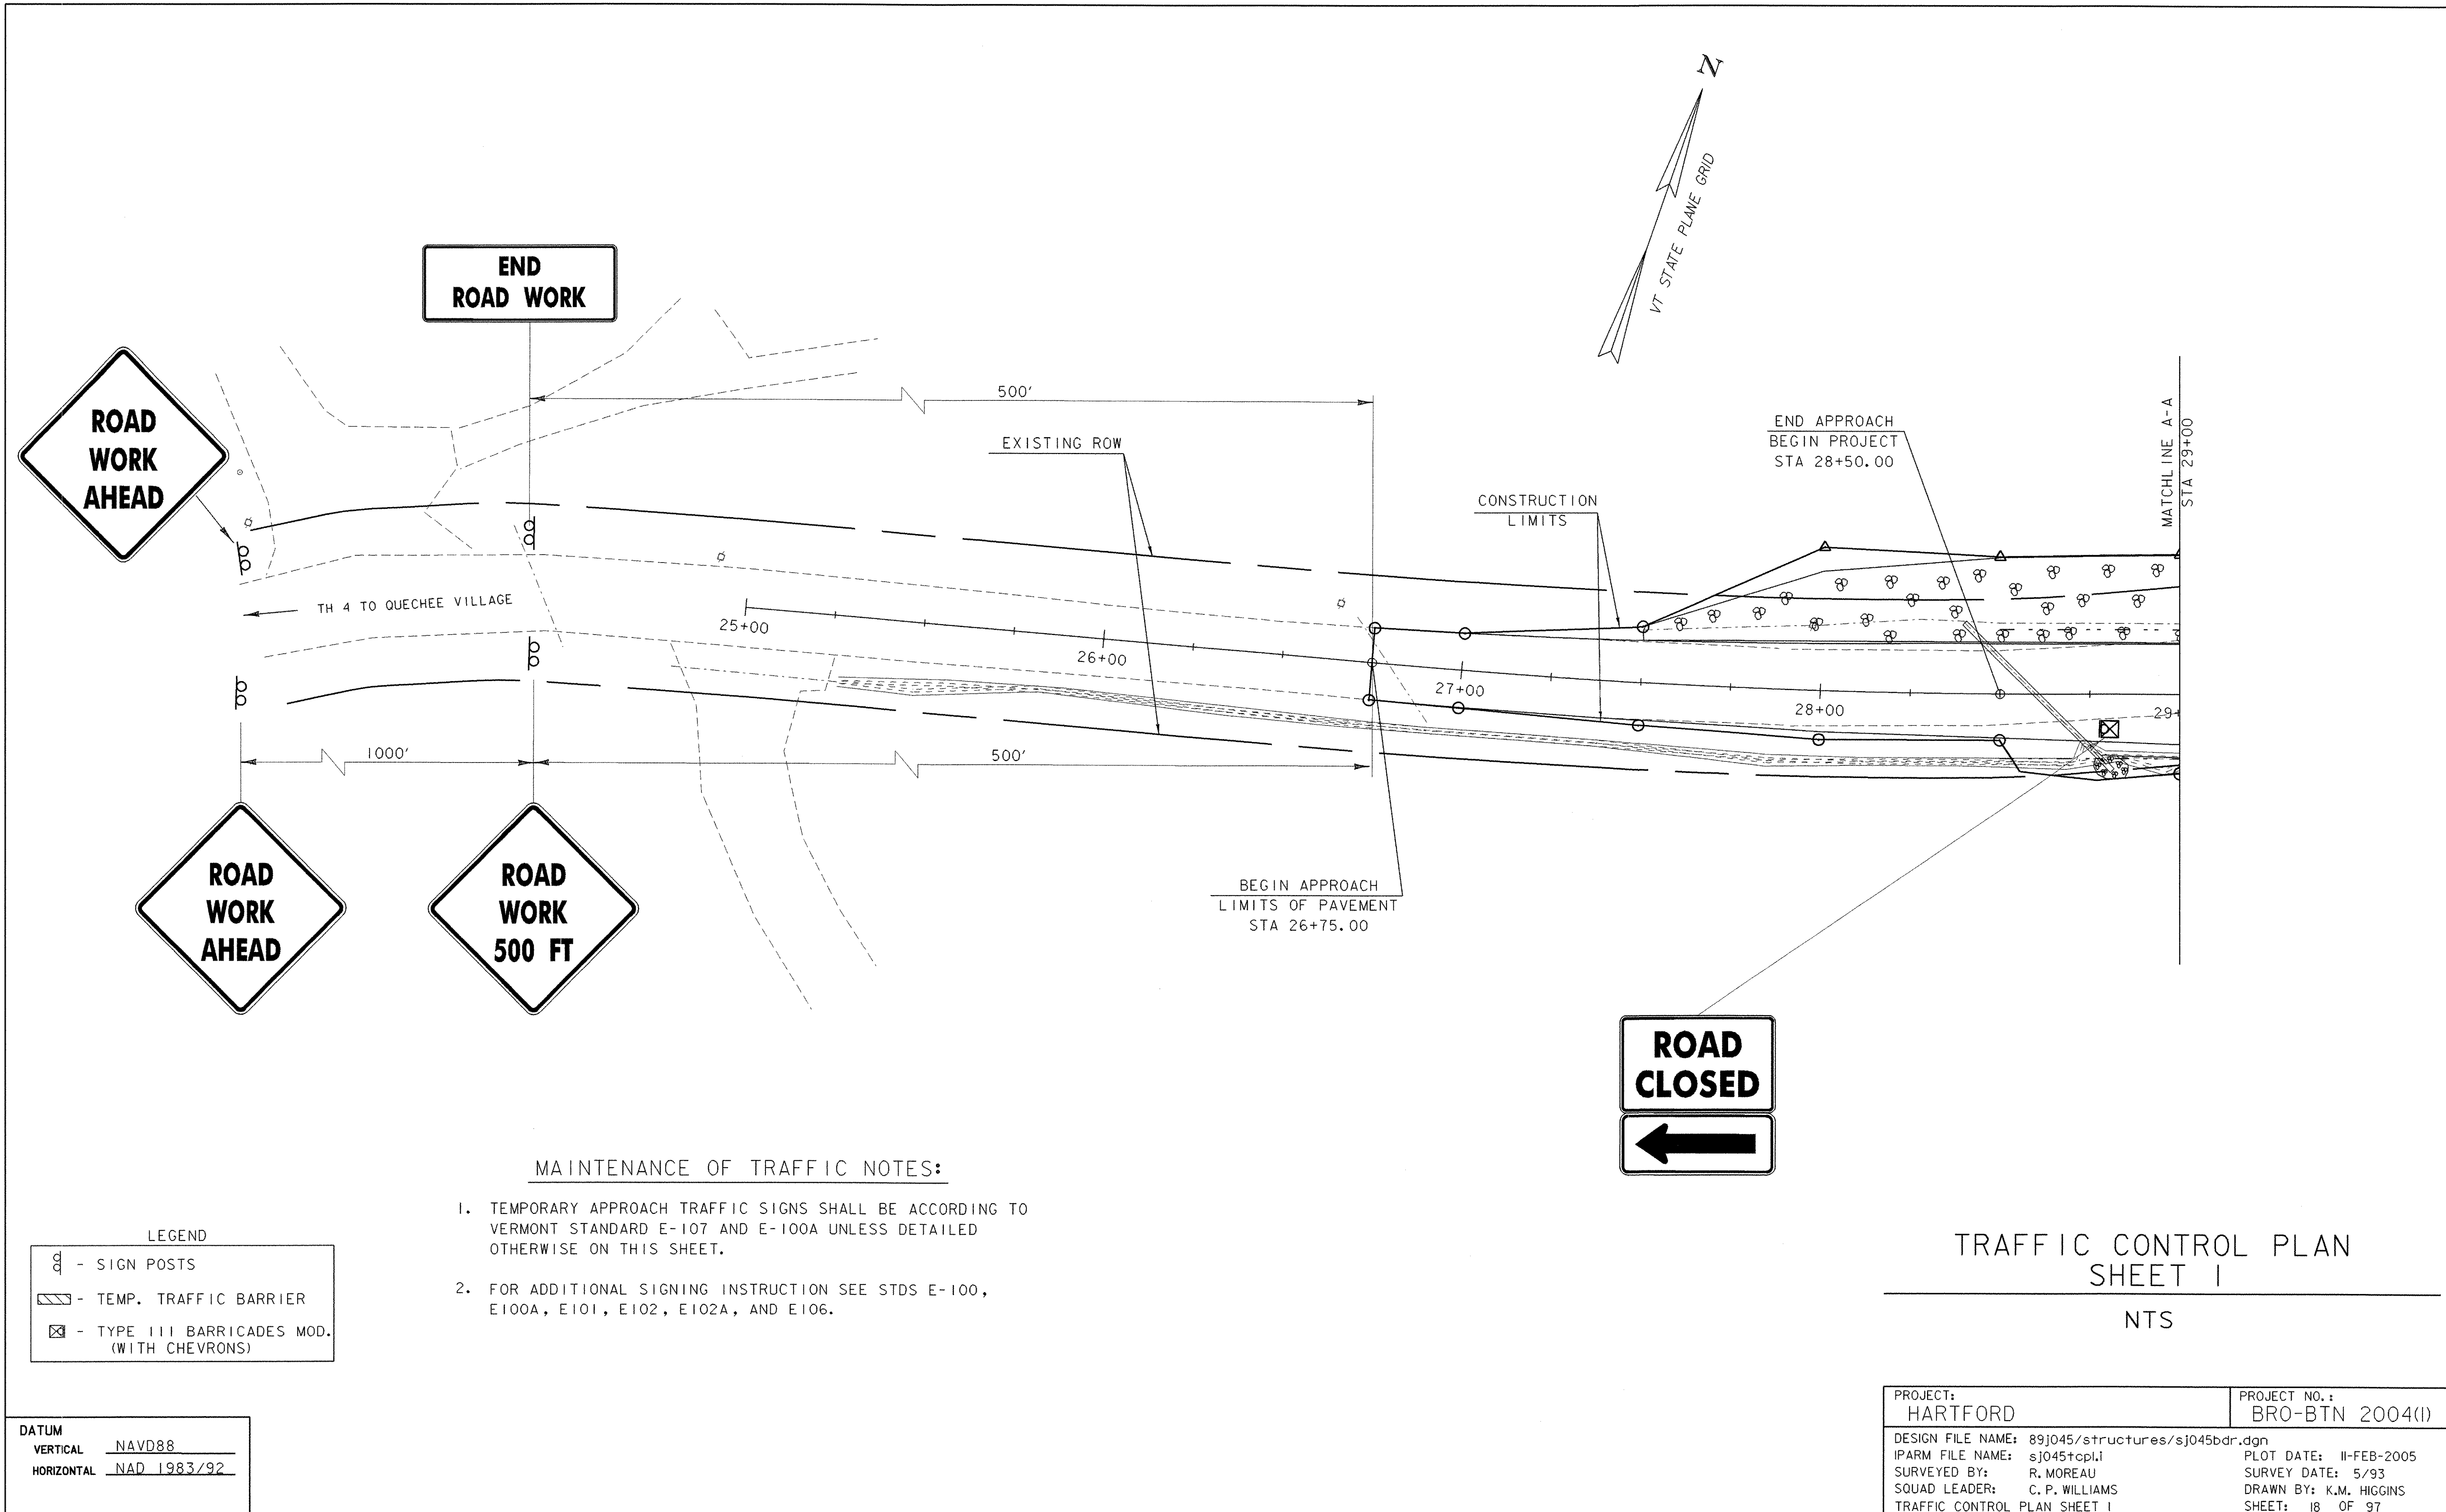 N
VT STATE PLANE GRID
END
ROAD WORK
ROAD
WORK
AHEAD
500'
EXISTING ROW
END APPROACH
BEGIN PROJECT
STA 28+50.00
MATCHLINE A-A
STA 29+00
CONSTRUCTION
LIMITS
TH 4 TO QUECHEE VILLAGE
25+00
26+00
27+00
28+00
29+
1000'
500'
ROAD
WORK
AHEAD
ROAD
WORK
500 FT
BEGIN APPROACH
LIMITS OF PAVEMENT
STA 26+75.00
ROAD
CLOSED
MAINTENANCE OF TRAFFIC NOTES:
1. TEMPORARY APPROACH TRAFFIC SIGNS SHALL BE ACCORDING TO
VERMONT STANDARD E-107 AND E-100A UNLESS DETAILED
OTHERWISE ON THIS SHEET.
2. FOR ADDITIONAL SIGNING INSTRUCTION SEE STDS E-100,
E100A, E101, E102, E102A, AND E106.
LEGEND
- SIGN POSTS
- TEMP. TRAFFIC BARRIER
- TYPE III BARRICADES MOD.
(WITH CHEVRONS)
TRAFFIC CONTROL PLAN
SHEET 1
NTS
DATUM
VERTICAL NAVD88
HORIZONTAL NAD 1983/92
PROJECT:
HARTFORD
PROJECT NO.:
BRO-BTN 2004(1)
DESIGN FILE NAME: 89j045/structures/sj045bdr.dgn
IPARM FILE NAME: sj045tcp1.i
PLOT DATE: 11-FEB-2005
SURVEYED BY: R. MOREAU
SURVEY DATE: 5/93
SQUAD LEADER: C. P. WILLIAMS
DRAWN BY: K.M. HIGGINS
TRAFFIC CONTROL PLAN SHEET 1
SHEET: 18 OF 97